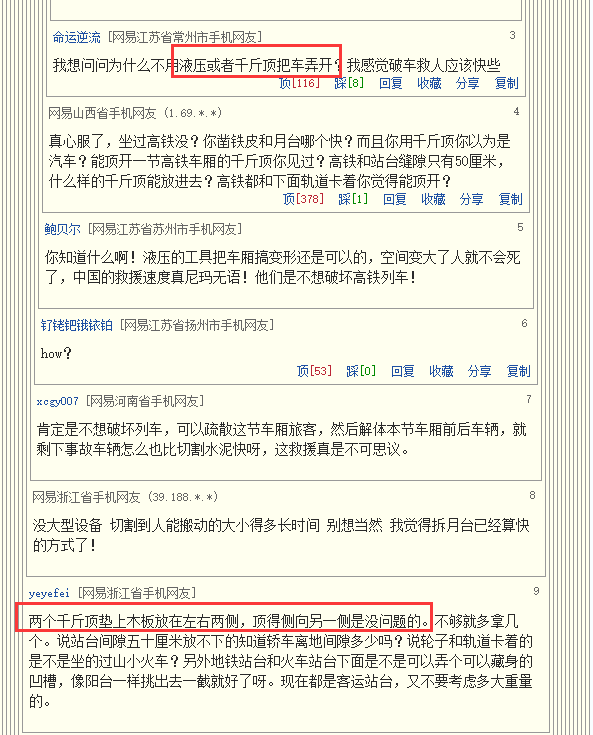 命运逆流 [网易江苏省常州市手机网友] 3
我想问问为什么不用液压或者千斤顶把车弄开？我感觉破车救人应该快些
顶[116] 踩[8] 回复 收藏 分享 复制
网易山西省手机网友 (1.69.*.*) 4
真心服了，坐过高铁没？你凿铁皮和月台哪个快？而且你用千斤顶你以为是
汽车？能顶开一节高铁车厢的千斤顶你见过？高铁和站台缝隙只有50厘米，
什么样的千斤顶能放进去？高铁都和下面轨道卡着你觉得能顶开？
顶[378] 踩[1] 回复 收藏 分享 复制
鲍贝尔 [网易江苏省苏州市手机网友] 5
你知道什么啊！液压的工具把车厢搞变形还是可以的，空间变大了人就不会死
了，中国的救援速度真尼玛无语！他们是不想破坏高铁列车！
钌铑钯锇铱铂 [网易江苏省扬州市手机网友] 6
how？
顶[53] 踩[0] 回复 收藏 分享 复制
xcgy007 [网易河南省手机网友] 7
肯定是不想破坏列车，可以疏散这节车厢旅客，然后解体本节车厢前后车辆，就
剩下事故车辆怎么也比切割水泥快呀，这救援真是不可思议。
网易浙江省手机网友 (39.188.*.*) 8
没大型设备 切割到人能搬动的大小得多长时间 别想当然 我觉得拆月台已经算快
的方式了！
yeyefei [网易浙江省手机网友] 9
两个千斤顶垫上木板放在左右两侧，顶得侧向另一侧是没问题的。不够就多拿几
个。说站台间隙五十厘米放不下的知道轿车离地间隙多少吗？说轮子和轨道卡着的
是不是坐的过山小火车？另外地铁站台和火车站台下面是不是可以弄个可以藏身的
凹槽，像阳台一样挑出去一截就好了呀。现在都是客运站台，又不要考虑多大重量
的。